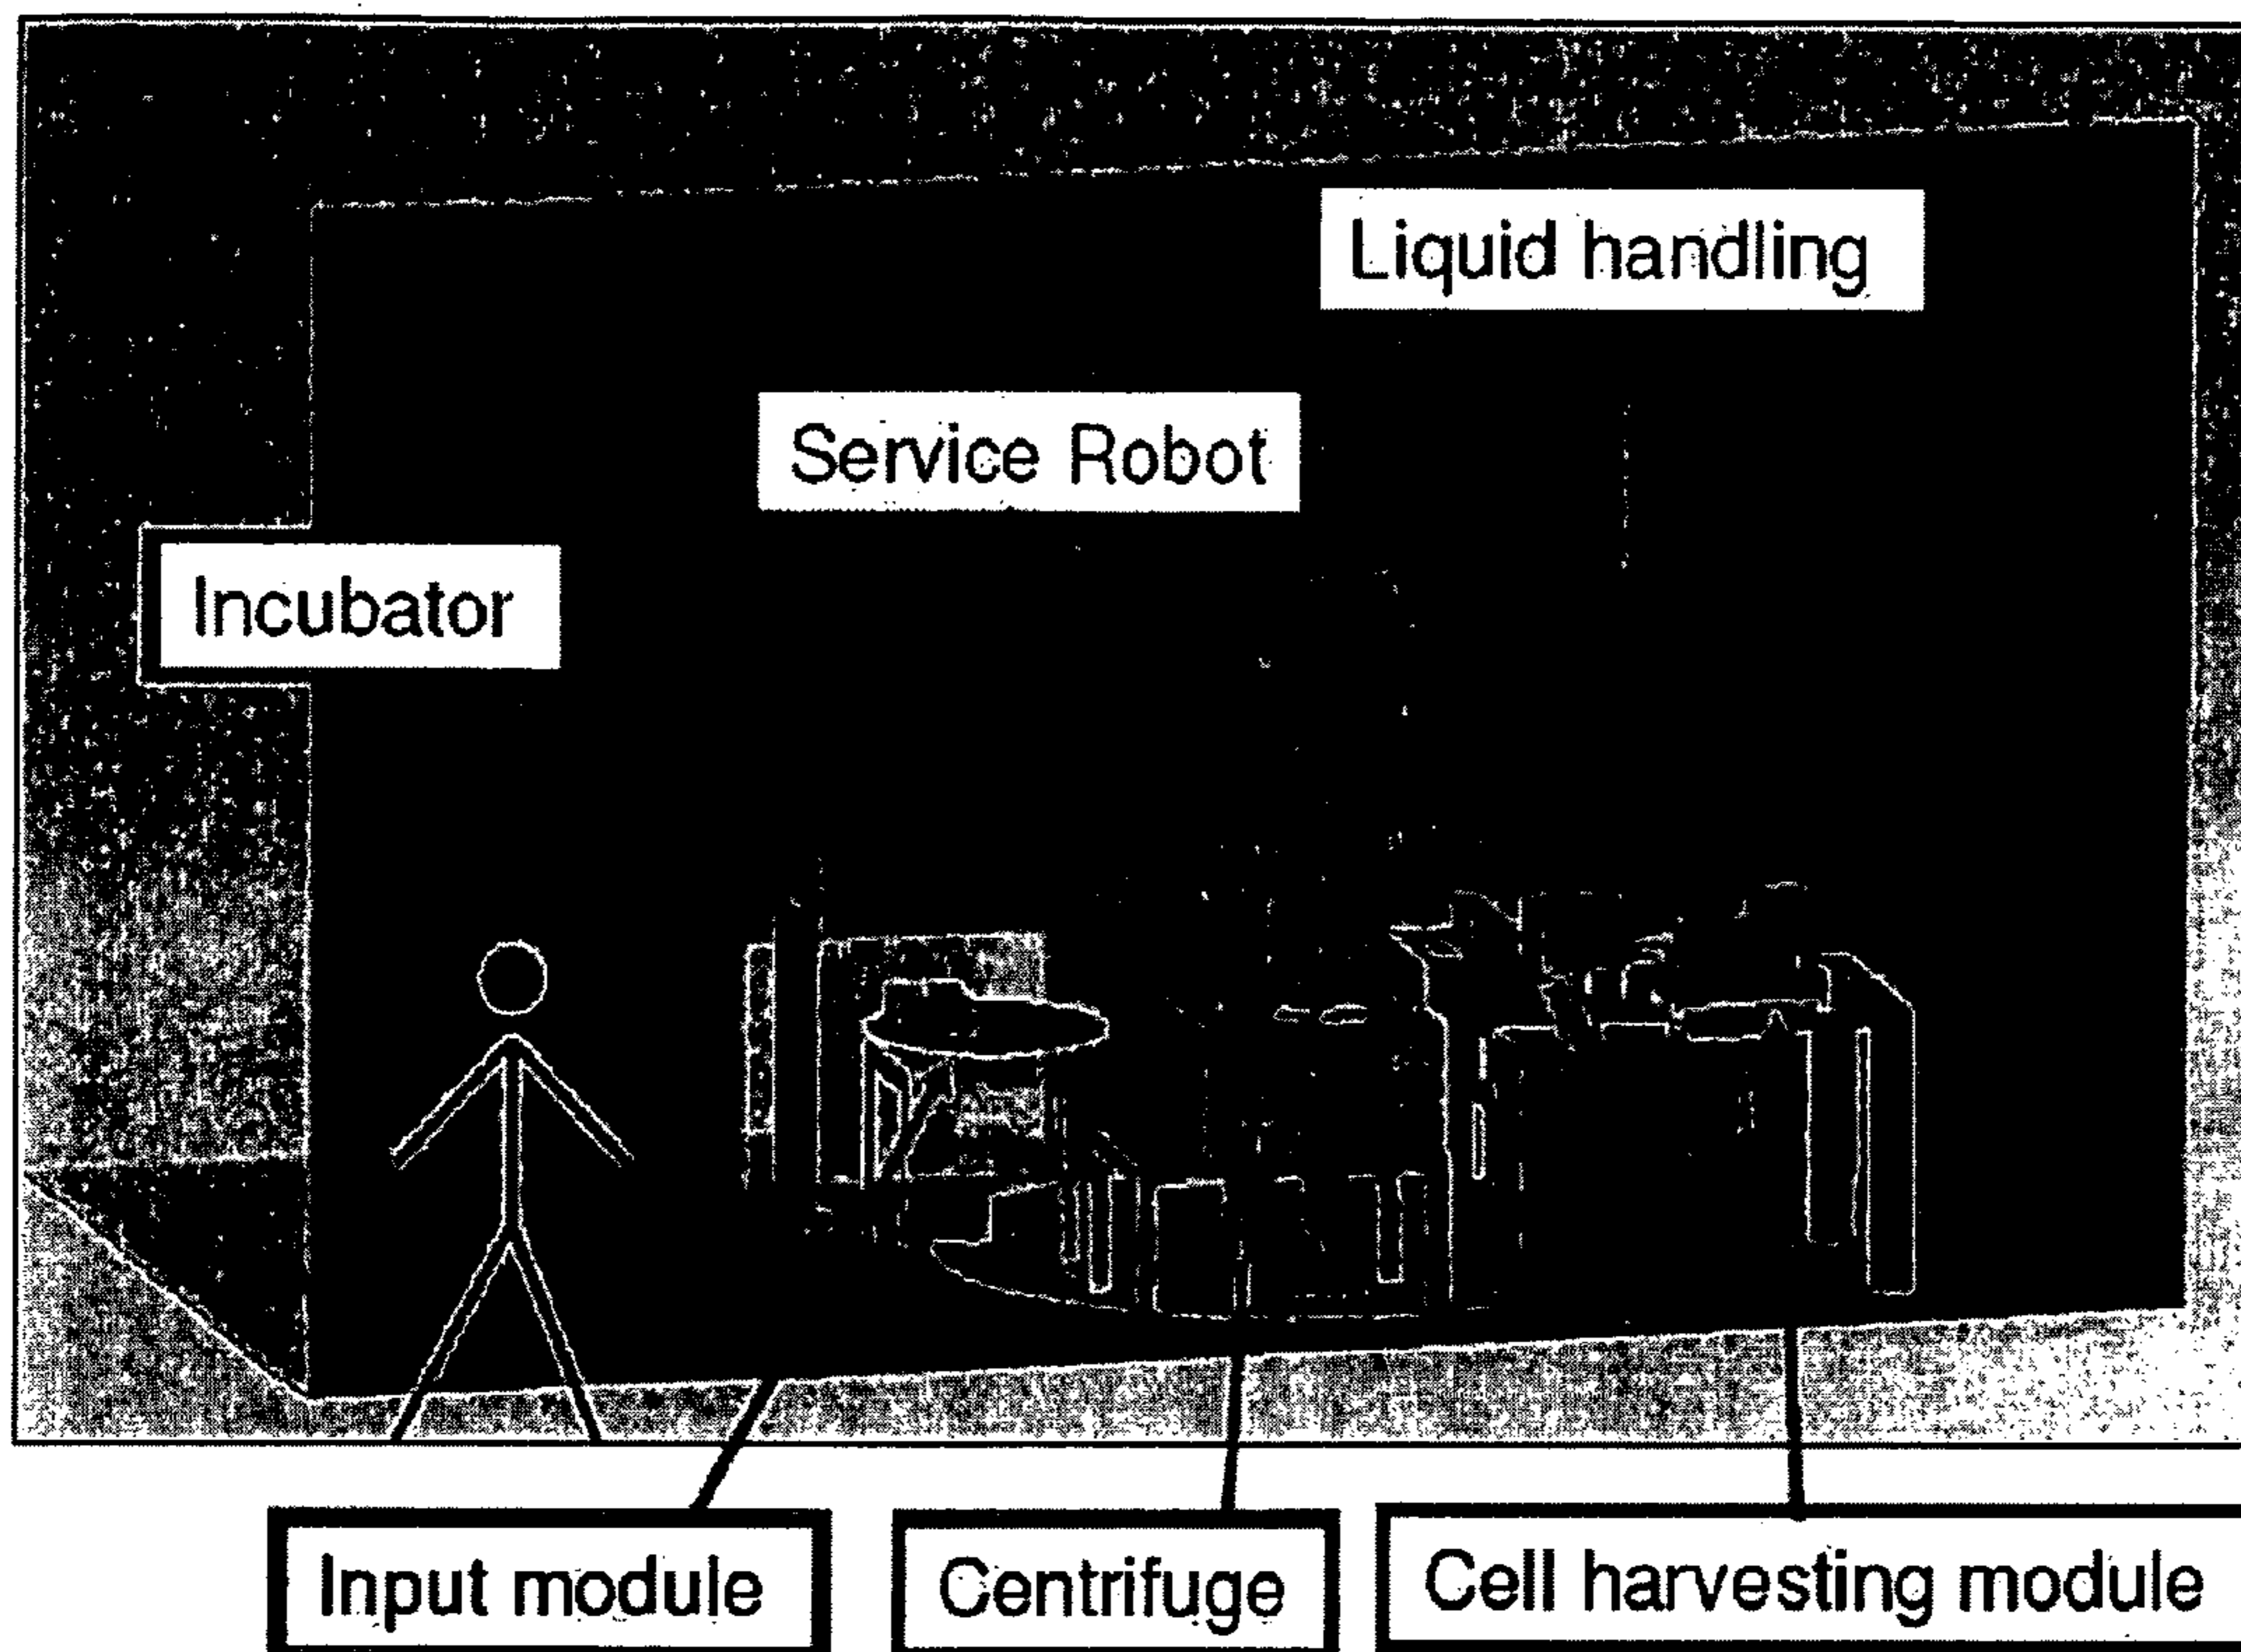 Liquid handling
Service Robot
Incubator
Input module
Centrifuge
Cell harvesting module